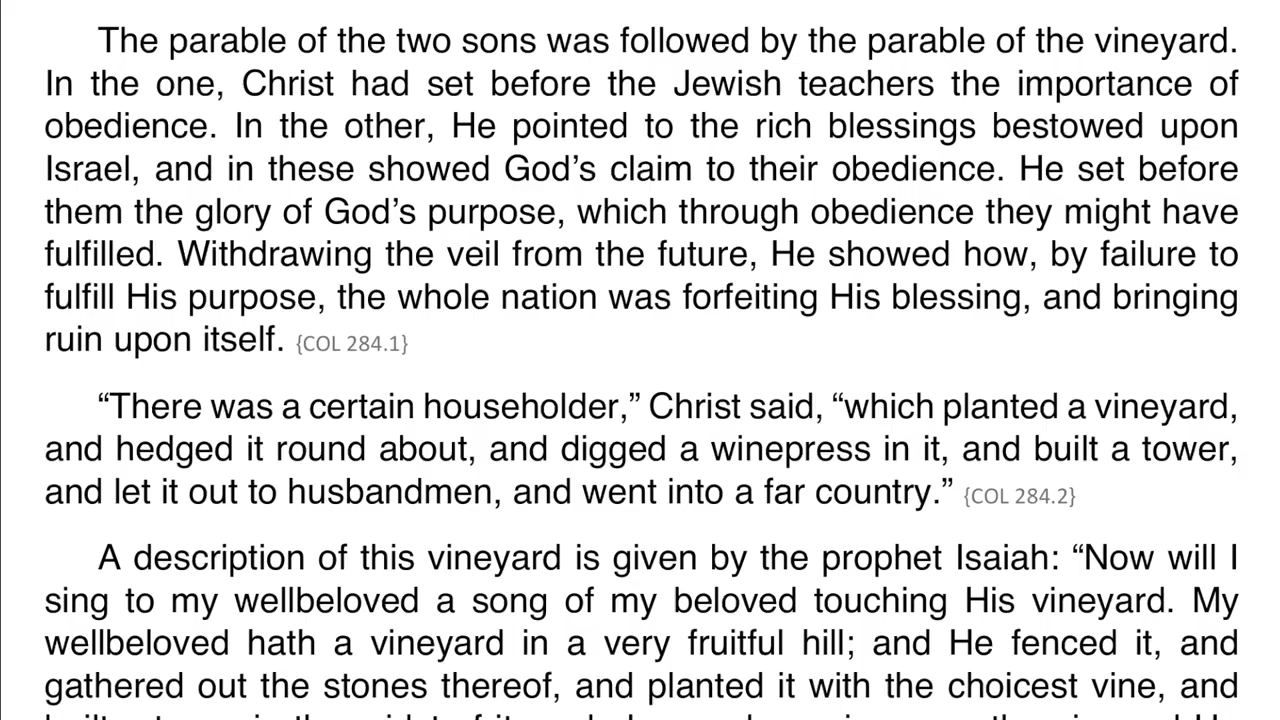 The parable of the two sons was followed by the parable of the vineyard.
In the one, Christ had set before the Jewish teachers the importance of
obedience. In the other, He pointed to the rich blessings bestowed upon
Israel, and in these showed God’s claim to their obedience. He set before
them the glory of God’s purpose, which through obedience they might have
fulfilled. Withdrawing the veil from the future, He showed how, by failure to
fulfill His purpose, the whole nation was forfeiting His blessing, and bringing
ruin upon itself. {COL 284.1}
“There was a certain householder,” Christ said, “which planted a vineyard,
and hedged it round about, and digged a winepress in it, and built a tower,
and let it out to husbandmen, and went into a far country.” {COL 284.2}
A description of this vineyard is given by the prophet Isaiah: “Now will I
sing to my wellbeloved a song of my beloved touching His vineyard. My
wellbeloved hath a vineyard in a very fruitful hill; and He fenced it, and
gathered out the stones thereof, and planted it with the choicest vine, and